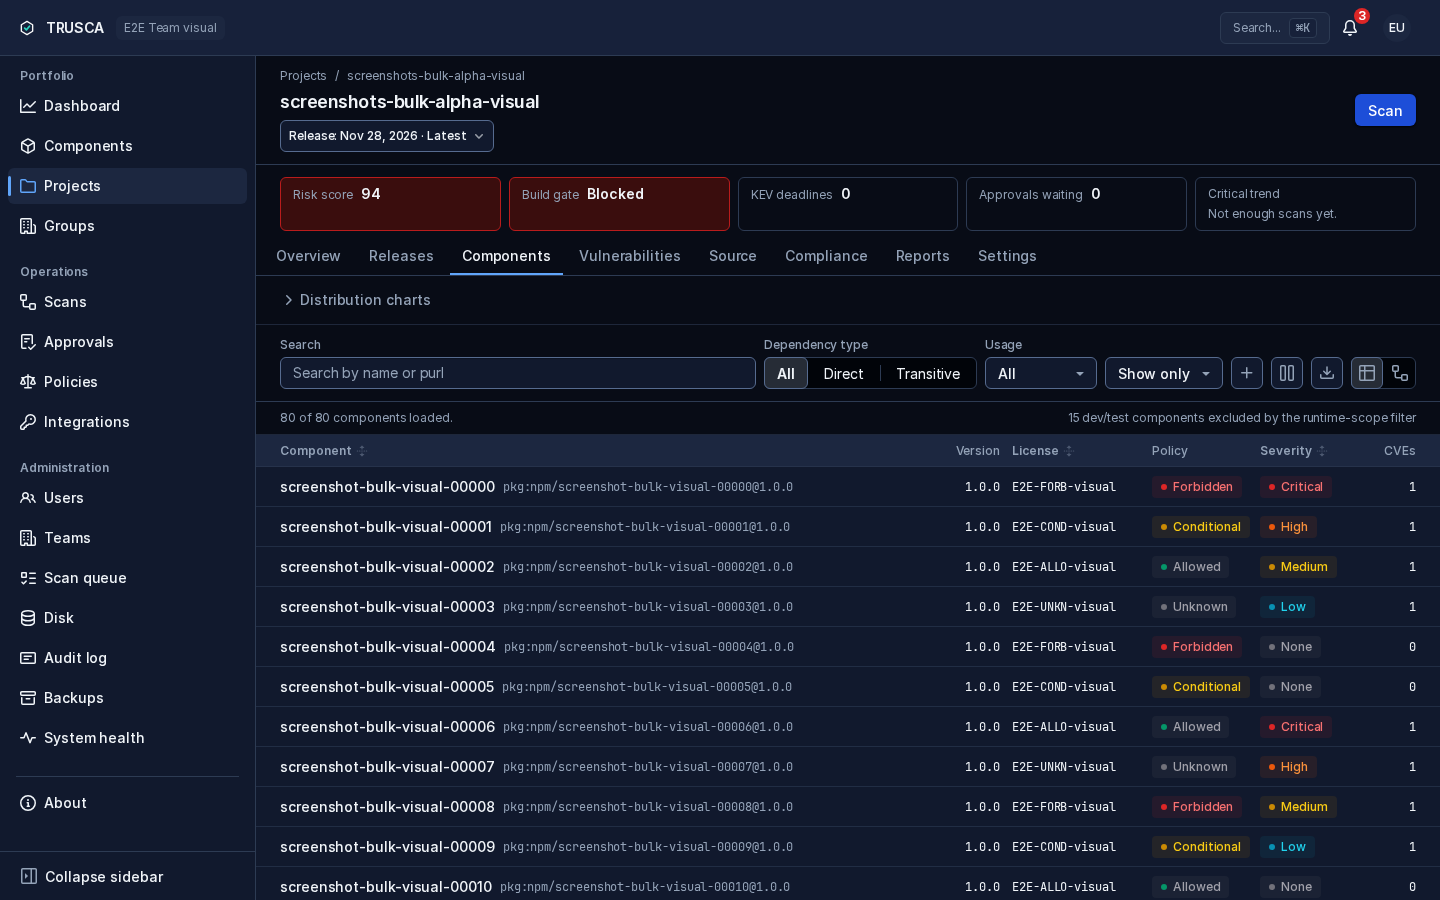 TRUSCA E2E Team visual Search... ⌘K 3 EU
Portfolio
Dashboard
Components
Projects
Groups
Operations
Scans
Approvals
Policies
Integrations
Administration
Users
Teams
Scan queue
Disk
Audit log
Backups
System health
About
Collapse sidebar
Projects / screenshots-bulk-alpha-visual
screenshots-bulk-alpha-visual
Release: Nov 28, 2026 · Latest
Scan
Risk score 94
Build gate Blocked
KEV deadlines 0
Approvals waiting 0
Critical trend
Not enough scans yet.
Overview Releases Components Vulnerabilities Source Compliance Reports Settings
Distribution charts
Search Dependency type Usage
Search by name or purl All Direct Transitive All Show only
80 of 80 components loaded. 15 dev/test components excluded by the runtime-scope filter
Component Version License Policy Severity CVEs
screenshot-bulk-visual-00000 pkg:npm/screenshot-bulk-visual-00000@1.0.0 1.0.0 E2E-FORB-visual Forbidden Critical 1
screenshot-bulk-visual-00001 pkg:npm/screenshot-bulk-visual-00001@1.0.0 1.0.0 E2E-COND-visual Conditional High 1
screenshot-bulk-visual-00002 pkg:npm/screenshot-bulk-visual-00002@1.0.0 1.0.0 E2E-ALLO-visual Allowed Medium 1
screenshot-bulk-visual-00003 pkg:npm/screenshot-bulk-visual-00003@1.0.0 1.0.0 E2E-UNKN-visual Unknown Low 1
screenshot-bulk-visual-00004 pkg:npm/screenshot-bulk-visual-00004@1.0.0 1.0.0 E2E-FORB-visual Forbidden None 0
screenshot-bulk-visual-00005 pkg:npm/screenshot-bulk-visual-00005@1.0.0 1.0.0 E2E-COND-visual Conditional None 0
screenshot-bulk-visual-00006 pkg:npm/screenshot-bulk-visual-00006@1.0.0 1.0.0 E2E-ALLO-visual Allowed Critical 1
screenshot-bulk-visual-00007 pkg:npm/screenshot-bulk-visual-00007@1.0.0 1.0.0 E2E-UNKN-visual Unknown High 1
screenshot-bulk-visual-00008 pkg:npm/screenshot-bulk-visual-00008@1.0.0 1.0.0 E2E-FORB-visual Forbidden Medium 1
screenshot-bulk-visual-00009 pkg:npm/screenshot-bulk-visual-00009@1.0.0 1.0.0 E2E-COND-visual Conditional Low 1
screenshot-bulk-visual-00010 pkg:npm/screenshot-bulk-visual-00010@1.0.0 1.0.0 E2E-ALLO-visual Allowed None 0